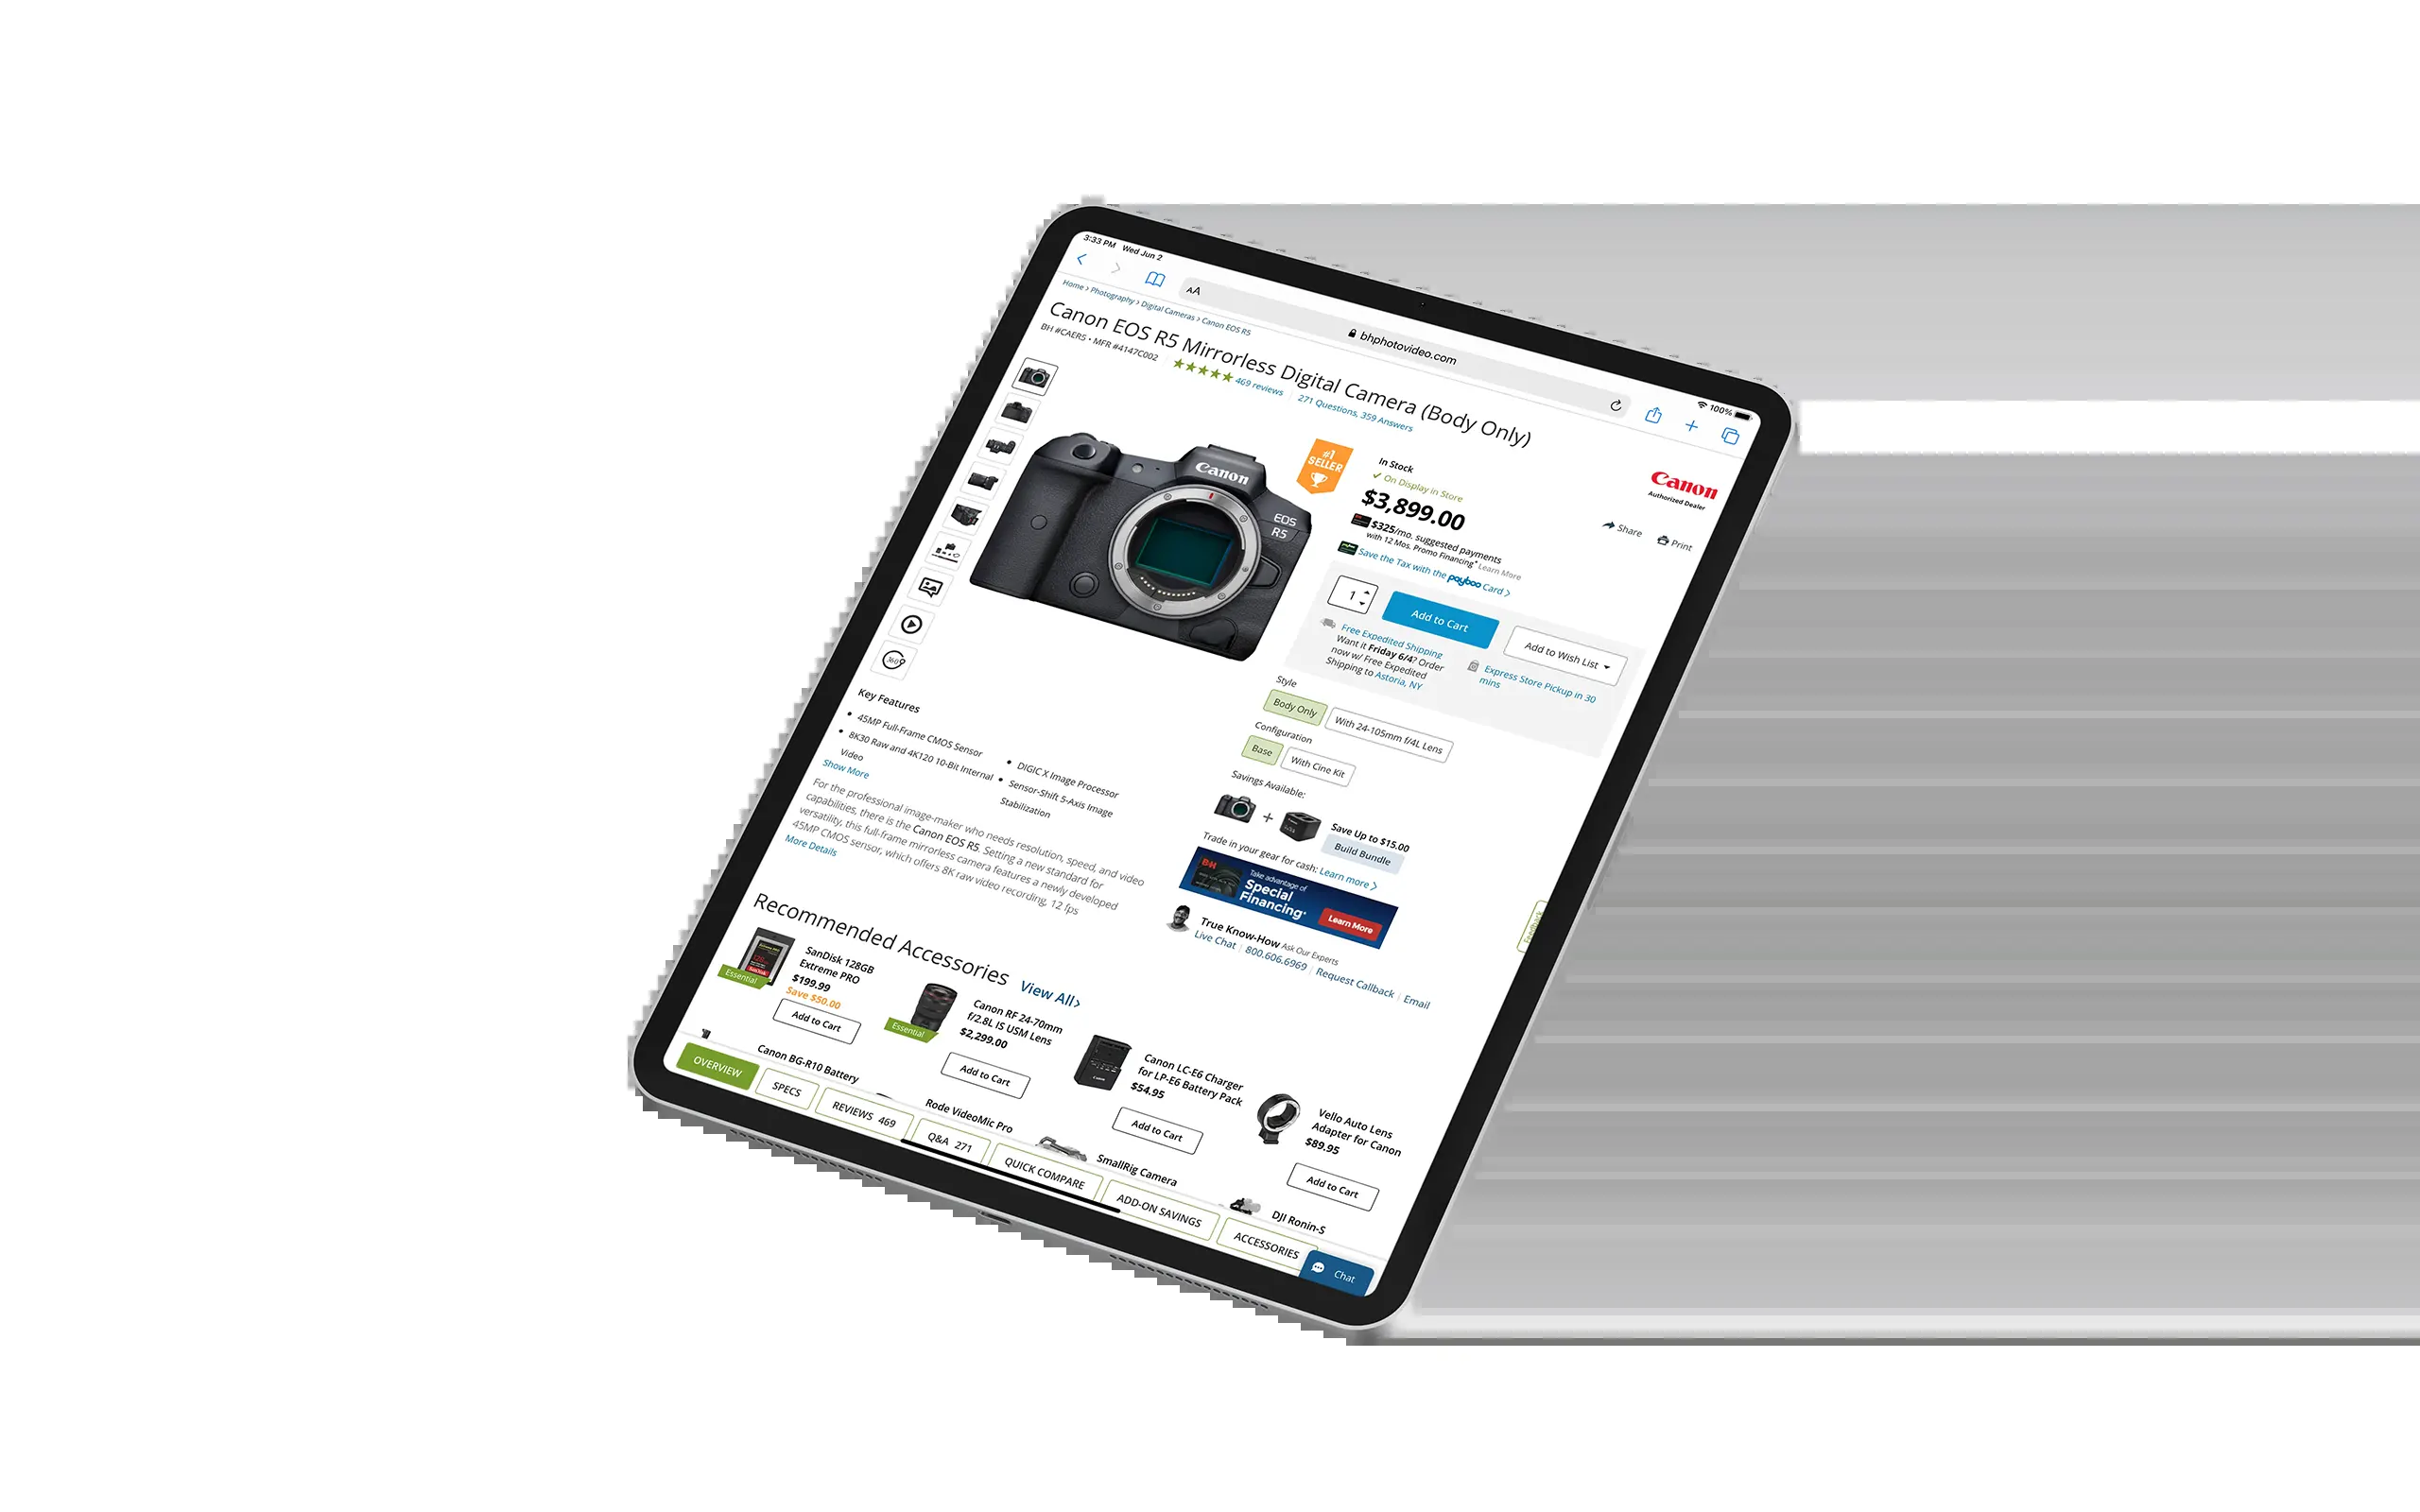 3:33 PM Wed Jun 2
100%
AA
bhphotovideo.com
Home > Photography > Digital Cameras > Canon EOS R5
Canon EOS R5 Mirrorless Digital Camera (Body Only)
BH #CAER5 • MFR #4147C002
469 reviews
271 Questions, 359 Answers
Canon
EOS
R5
360°
#1
SELLER
In Stock
On Display in Store
$3,899.00
$325/mo. suggested payments
with 12 Mos. Promo Financing* Learn More
Save the Tax with the payboo Card >
Canon
Authorized Dealer
Share
Print
1
Add to Cart
Add to Wish List
Free Expedited Shipping
Want it Friday 6/4? Order
now w/ Free Expedited
Shipping to Astoria, NY
Express Store Pickup in 30
mins
Style
Body Only
With 24-105mm f/4L Lens
Configuration
Base
With Cine Kit
Savings Available:
+
Save Up to $15.00
Build Bundle
Trade in your gear for cash: Learn more >
BH
Take advantage of
Special
Financing*
Learn More
True Know-How Ask Our Experts
Live Chat | 800.606.6969 | Request Callback | Email
Feedback
Key Features
• 45MP Full-Frame CMOS Sensor
• 8K30 Raw and 4K120 10-Bit Internal
Video
• DIGIC X Image Processor
• Sensor-Shift 5-Axis Image
Stabilization
Show More
For the professional image-maker who needs resolution, speed, and video
capabilities, there is the Canon EOS R5. Setting a new standard for
versatility, this full-frame mirrorless camera features a newly developed
45MP CMOS sensor, which offers 8K raw video recording, 12 fps
More Details
Recommended Accessories
View All>
Essential
SanDisk 128GB
Extreme PRO
$199.99
Save $50.00
Add to Cart
Essential
Canon RF 24-70mm
f/2.8L IS USM Lens
$2,299.00
Add to Cart
Canon LC-E6 Charger
for LP-E6 Battery Pack
$54.95
Add to Cart
Vello Auto Lens
Adapter for Canon
$89.95
Add to Cart
Canon BG-R10 Battery
Rode VideoMic Pro
SmallRig Camera
DJI Ronin-S
OVERVIEW
SPECS
REVIEWS 469
Q&A 271
QUICK COMPARE
ADD-ON SAVINGS
ACCESSORIES
Chat